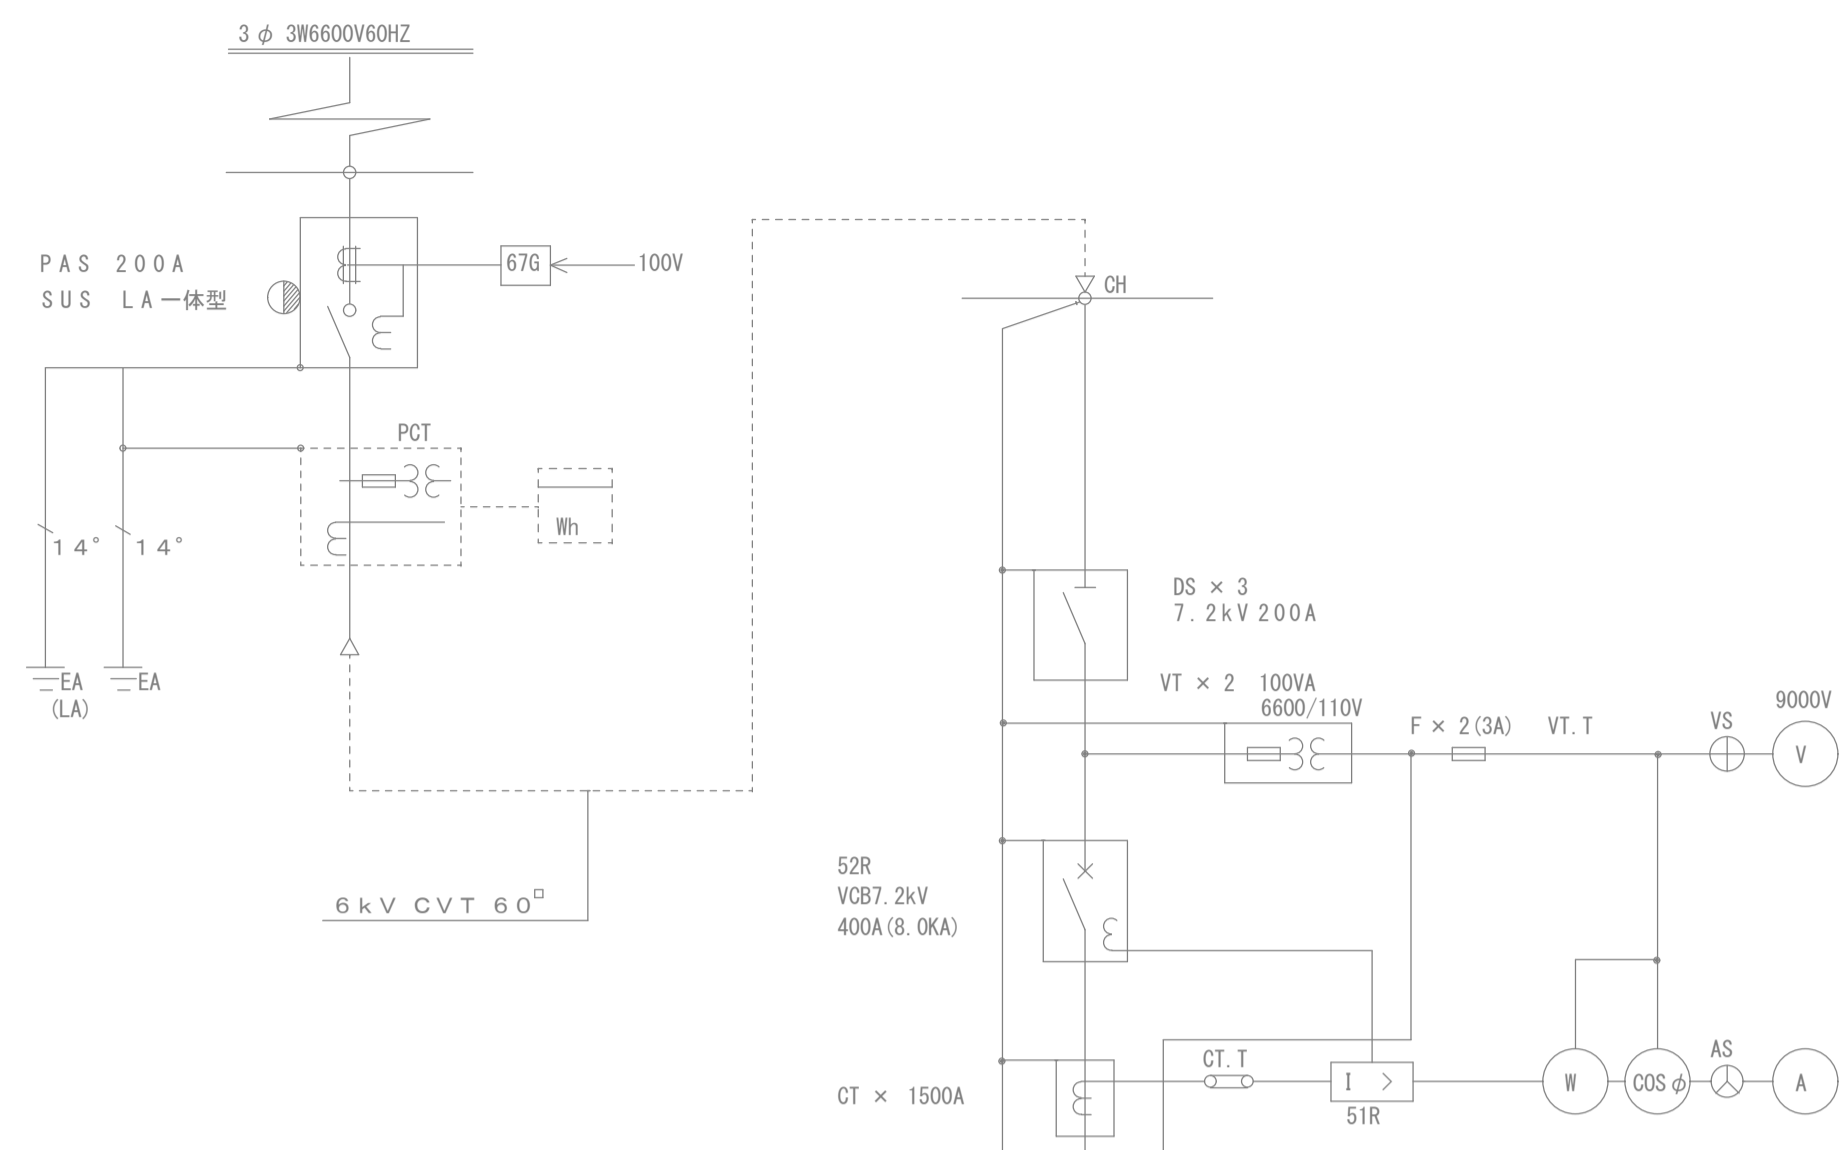 3 φ 3W6600V60HZ
PAS 200A
SUS LA一体型
67G
100V
CH
PCT
Wh
14°
14°
EA
(LA)
EA
6kV CVT 60□
DS × 3
7.2kV 200A
VT × 2 100VA
6600/110V
F × 2(3A)
VT.T
VS
9000V
V
52R
VCB7.2kV
400A(8.0KA)
CT × 1500A
CT.T
I >
51R
W
COS φ
AS
A